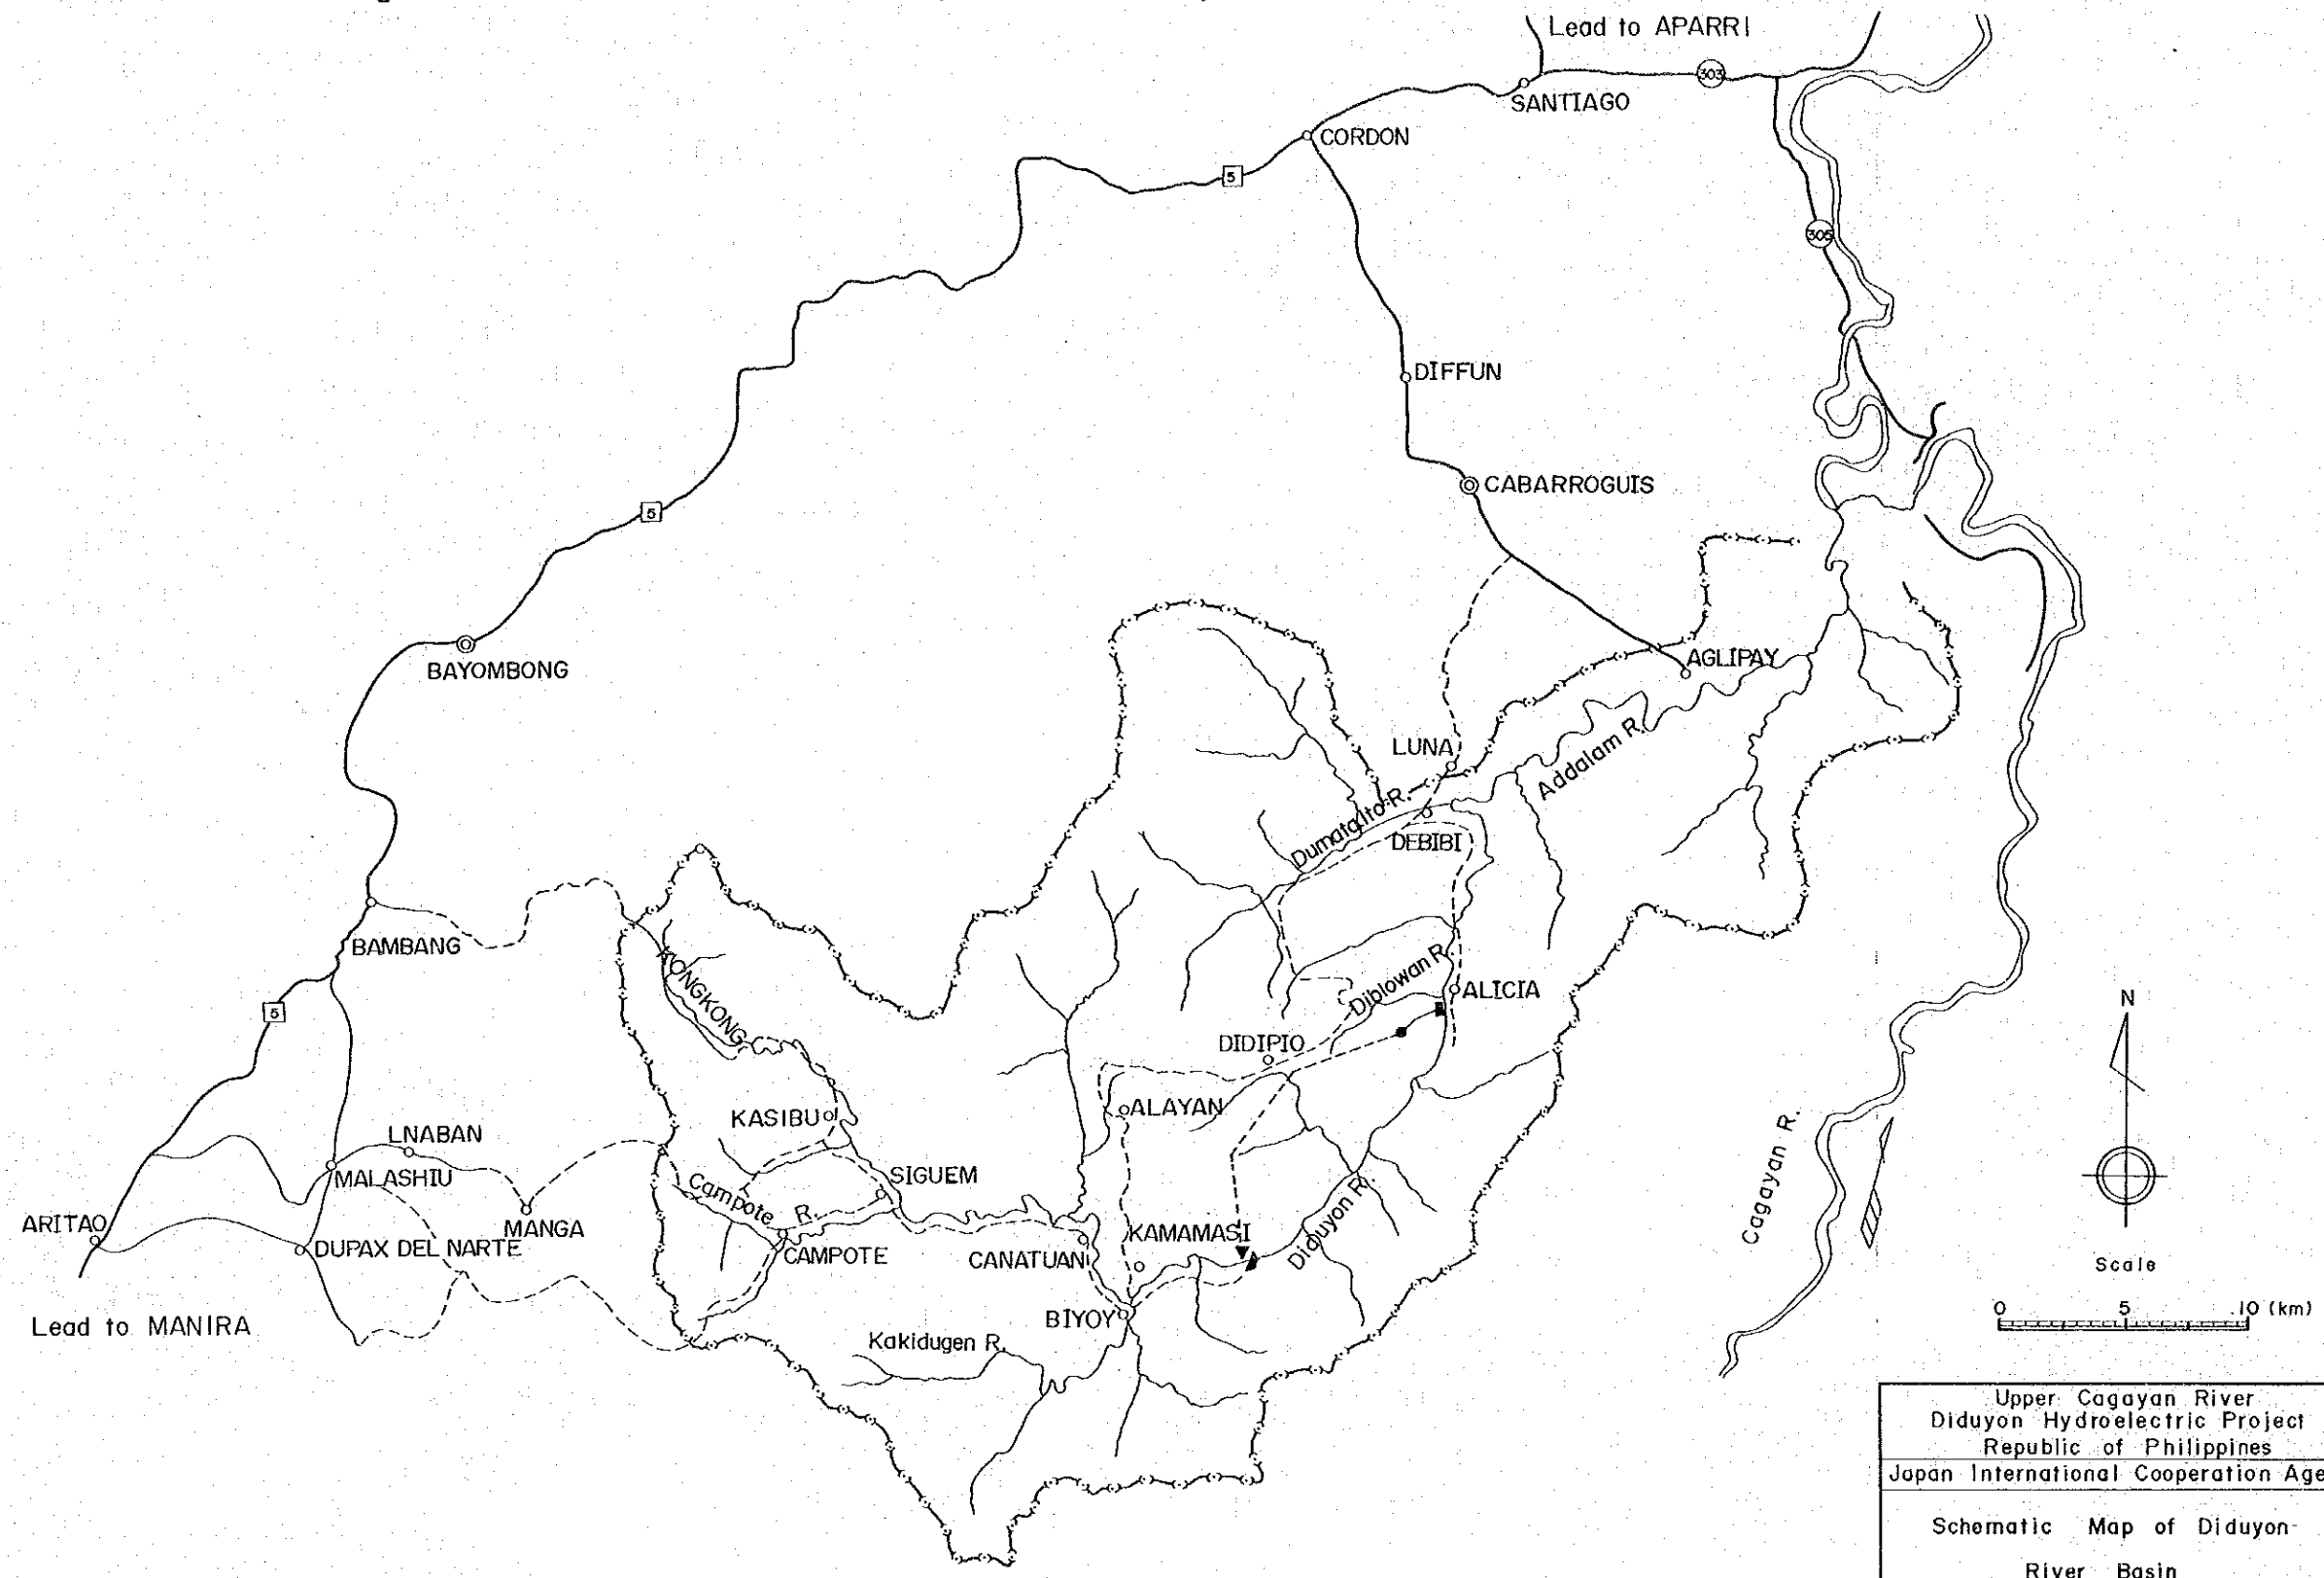 Lead to APARRI
303
SANTIAGO
CORDON
5
305
DIFFUN
CABARROGUIS
5
BAYOMBONG
AGLIPAY
LUNA
Addalam R.
Dumatalto R.
DEBIBI
BAMBANG
KONGKONG
Diblowan R.
ALICIA
5
N
DIDIPIO
KASIBU
ALAYAN
LNABAN
MALASHIU
SIGUEM
Campote R.
Cagayan R.
ARITAO
MANGA
DUPAX DEL NARTE
CAMPOTE
CANATUAN
KAMAMASI
Diduyon R.
Scale
0 5 10 (km)
Lead to MANIRA
BIYOY
Kakidugen R.
Upper Cagayan River
Diduyon Hydroelectric Project
Republic of Philippines
Japan International Cooperation Age
Schematic Map of Diduyon
River Basin